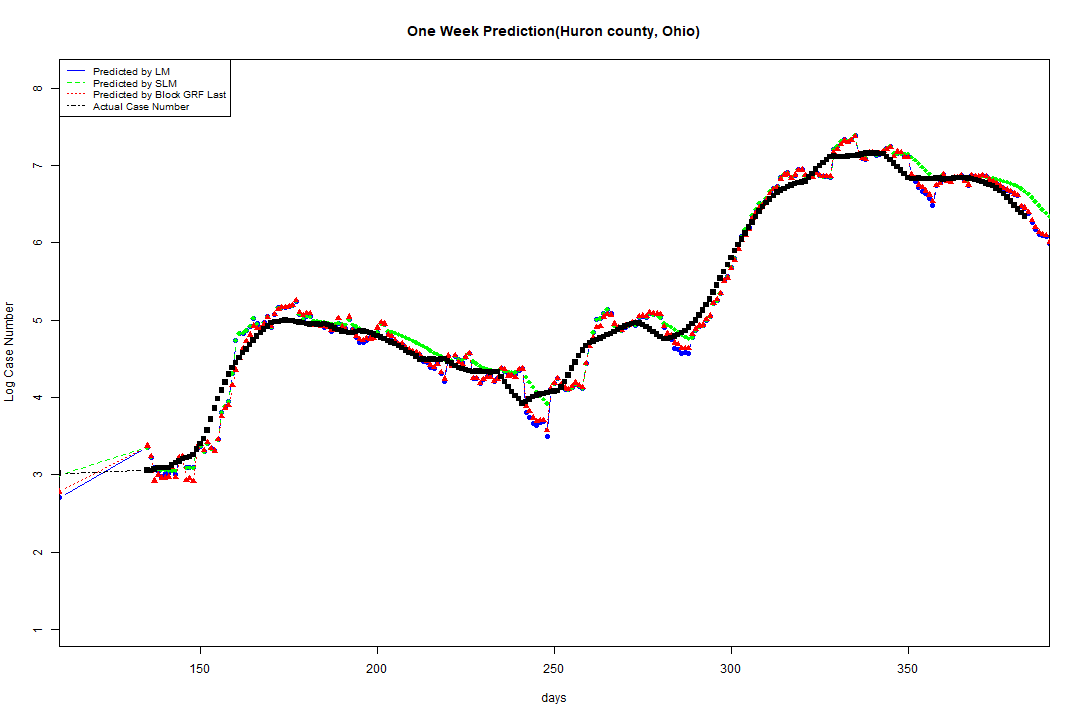 One Week Prediction(Huron county, Ohio)
Predicted by LM
Predicted by SLM
Predicted by Block GRF Last
Actual Case Number
8
7
6
5
4
3
2
1
Log Case Number
150 200 250 300 350
days